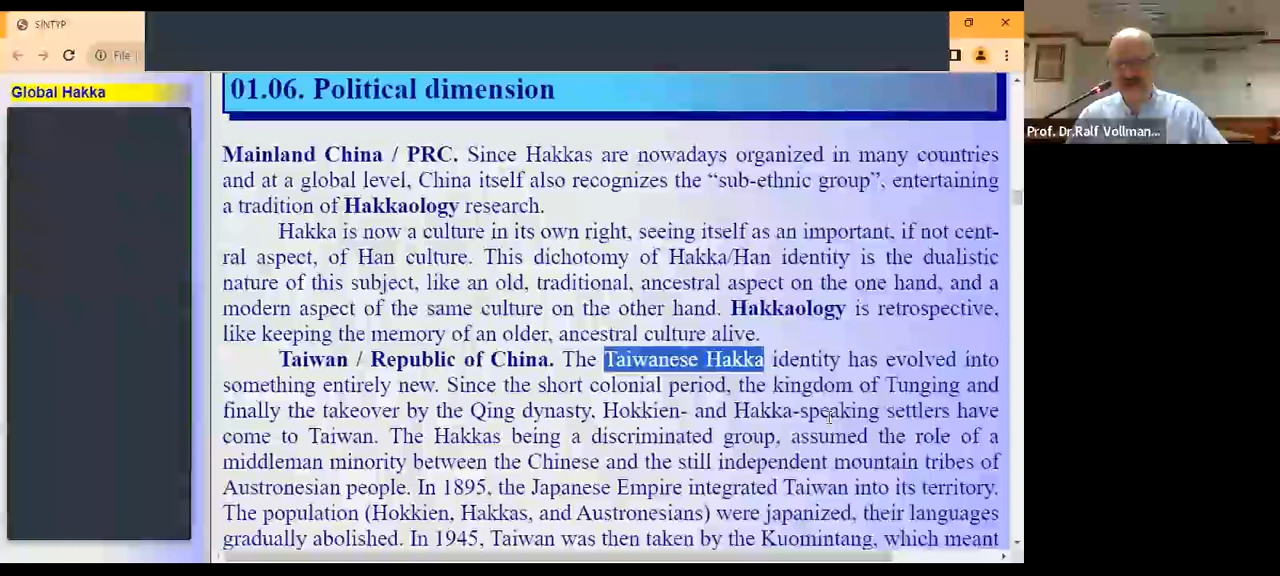 SINTYP
File
Global Hakka
01.06. Political dimension
Mainland China / PRC. Since Hakkas are nowadays organized in many countries
and at a global level, China itself also recognizes the “sub-ethnic group”, entertaining
a tradition of Hakkaology research.
Hakka is now a culture in its own right, seeing itself as an important, if not cent-
ral aspect, of Han culture. This dichotomy of Hakka/Han identity is the dualistic
nature of this subject, like an old, traditional, ancestral aspect on the one hand, and a
modern aspect of the same culture on the other hand. Hakkaology is retrospective,
like keeping the memory of an older, ancestral culture alive.
Taiwan / Republic of China. The Taiwanese Hakka identity has evolved into
something entirely new. Since the short colonial period, the kingdom of Tunging and
finally the takeover by the Qing dynasty, Hokkien- and Hakka-speaking settlers have
come to Taiwan. The Hakkas being a discriminated group, assumed the role of a
middleman minority between the Chinese and the still independent mountain tribes of
Austronesian people. In 1895, the Japanese Empire integrated Taiwan into its territory.
The population (Hokkien, Hakkas, and Austronesians) were japanized, their languages
gradually abolished. In 1945, Taiwan was then taken by the Kuomintang, which meant
Prof. Dr.Ralf Vollman...